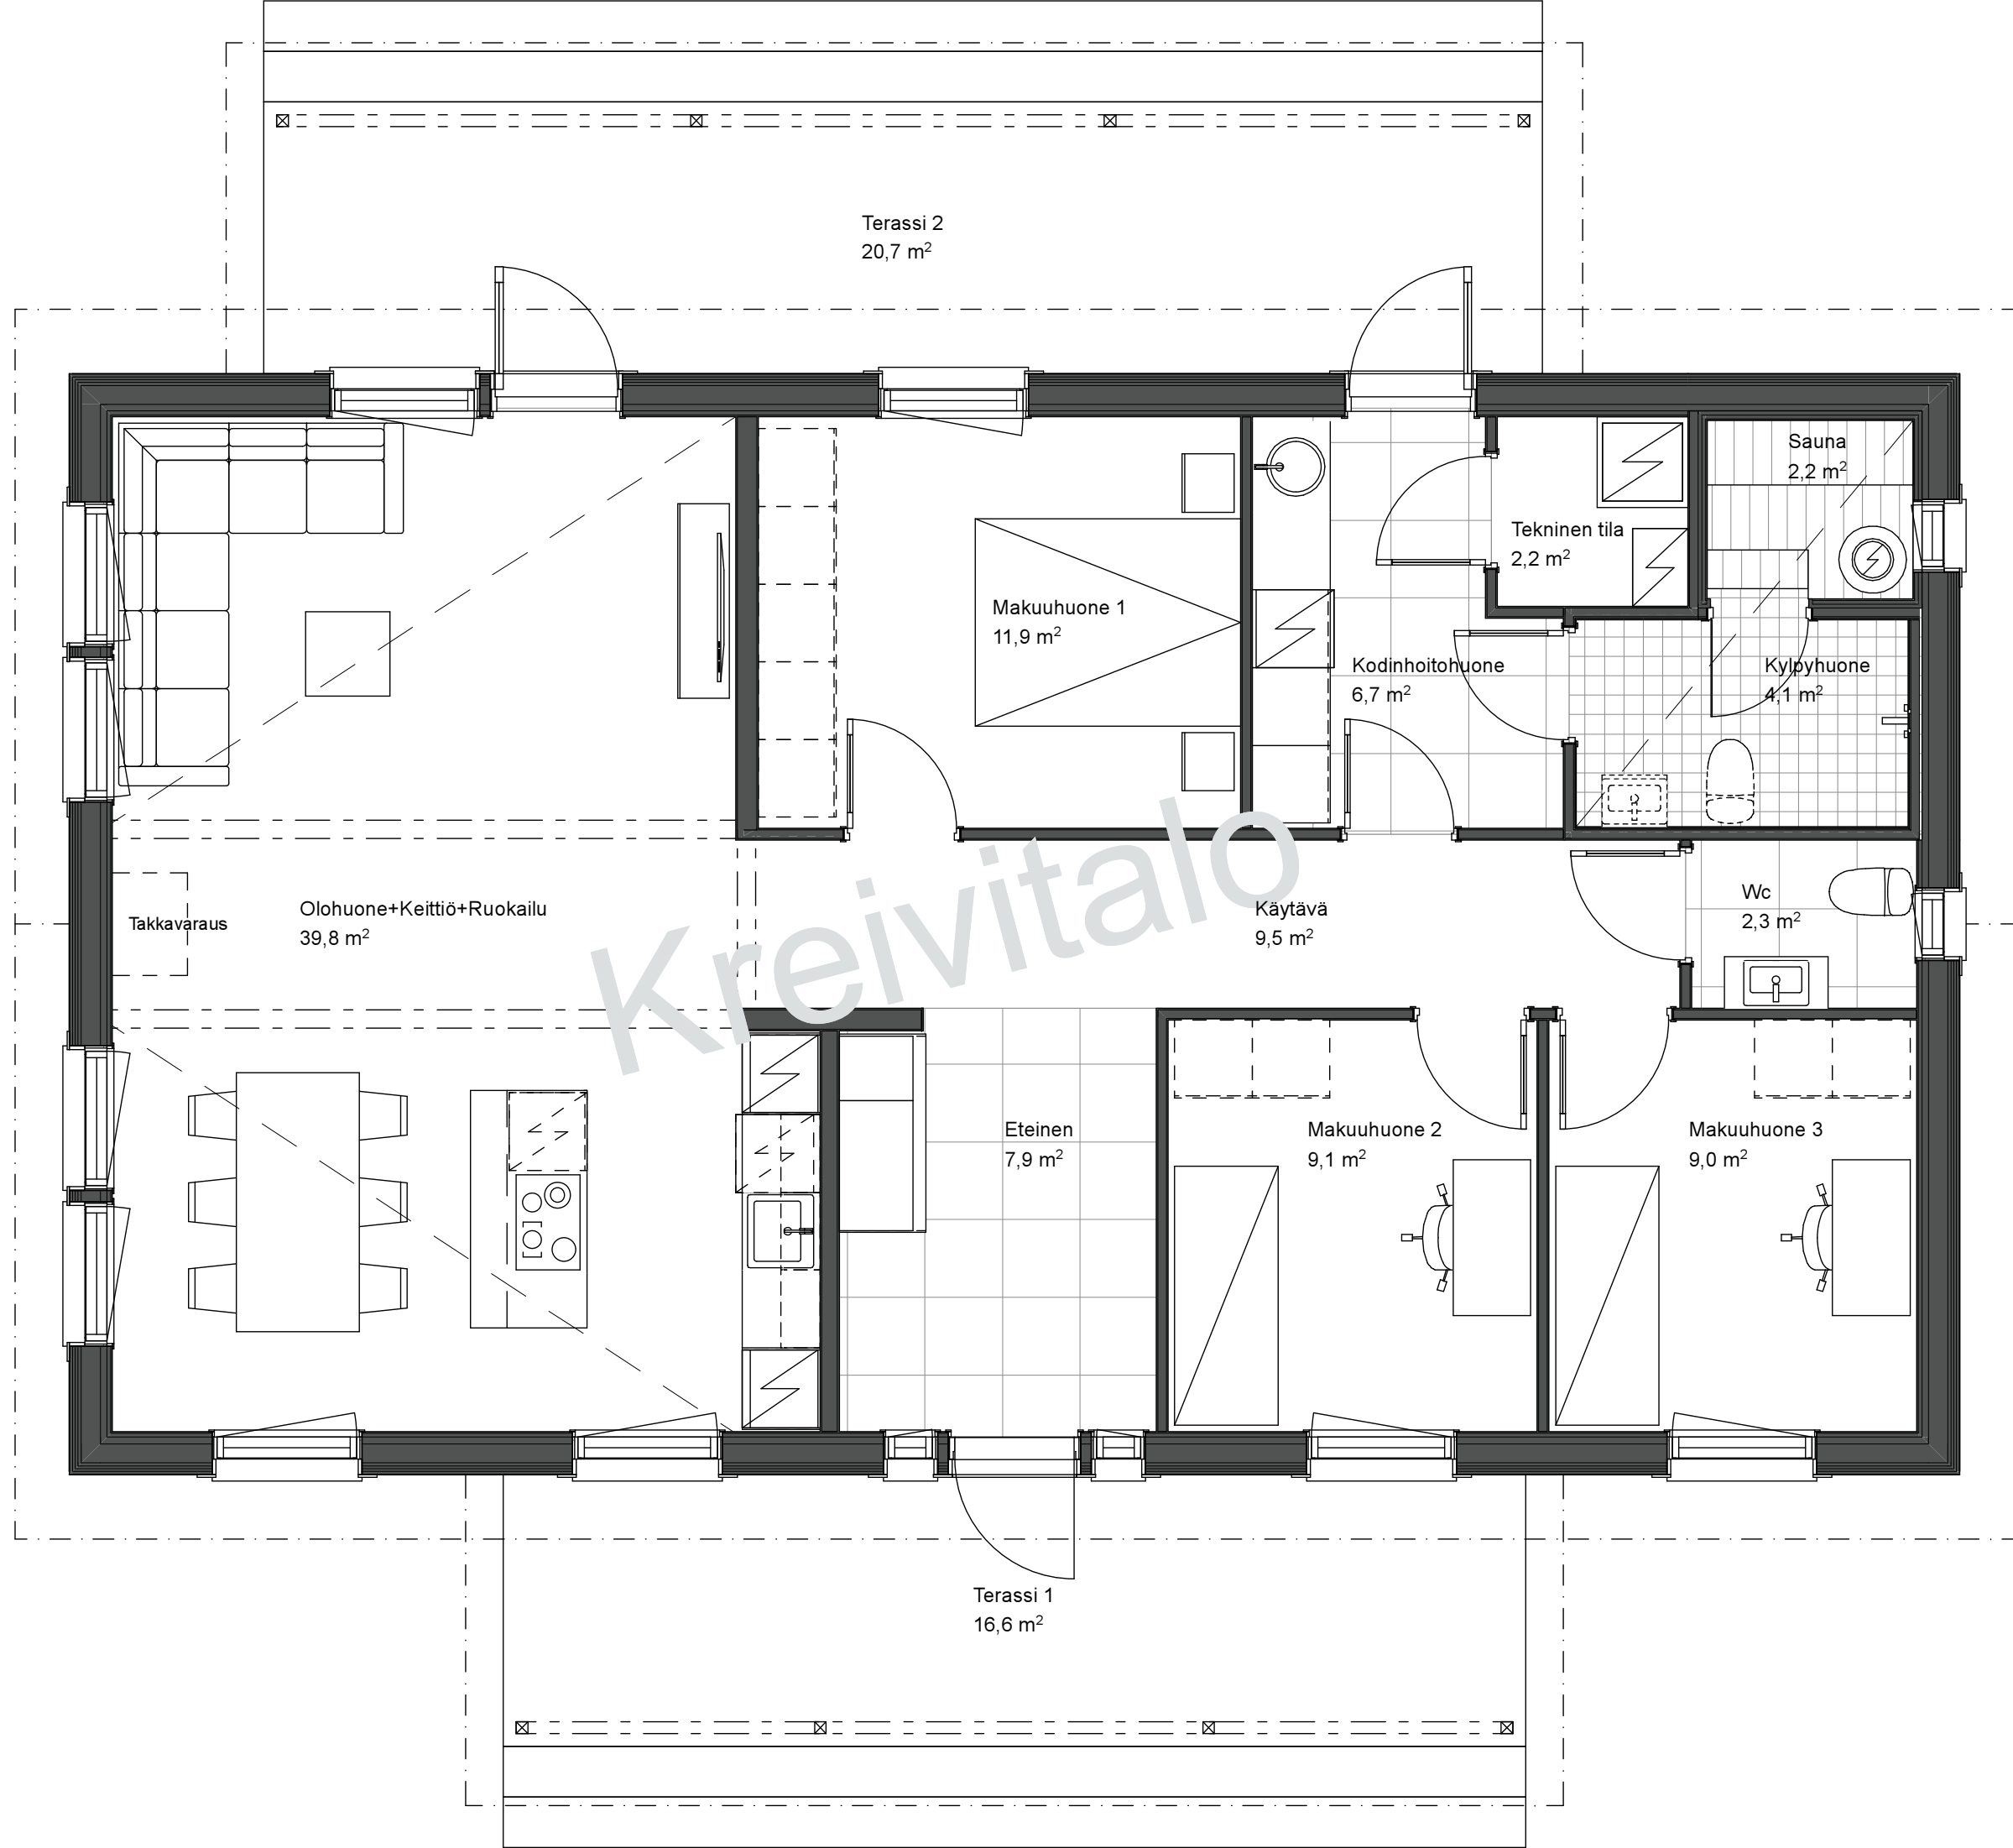 Terassi 2
20,7 m²
Sauna
2,2 m²
Tekninen tila
2,2 m²
Makuuhuone 1
11,9 m²
Kodinhoitohuone
6,7 m²
Kylpyhuone
4,1 m²
Takkavaraus
Olohuone+Keittiö+Ruokailu
39,8 m²
Kreivitalo
Käytävä
9,5 m²
Wc
2,3 m²
Eteinen
7,9 m²
Makuuhuone 2
9,1 m²
Makuuhuone 3
9,0 m²
Terassi 1
16,6 m²